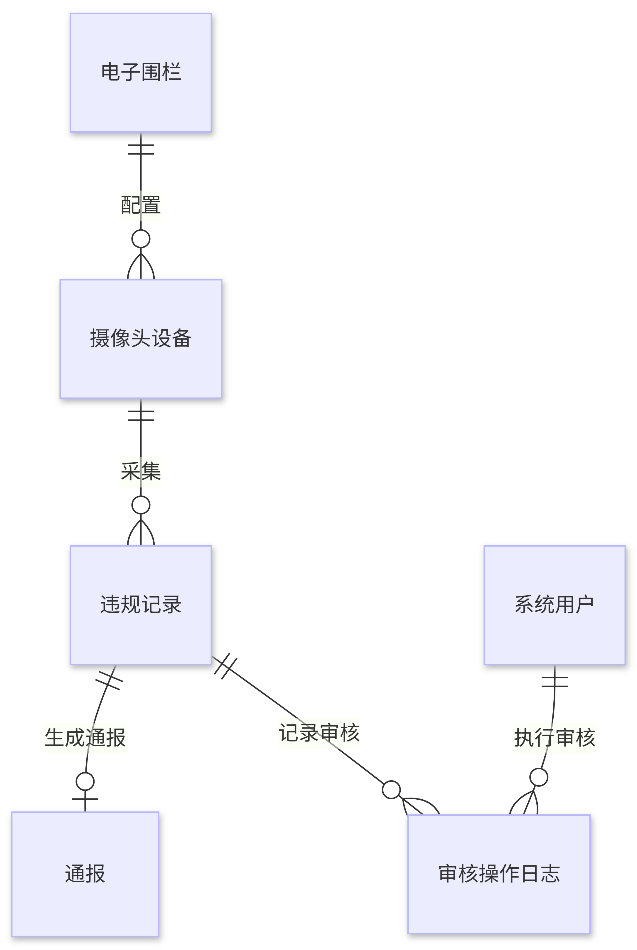 电子围栏
配置
摄像头设备
采集
违规记录
系统用户
生成通报
记录审核
执行审核
通报
审核操作日志